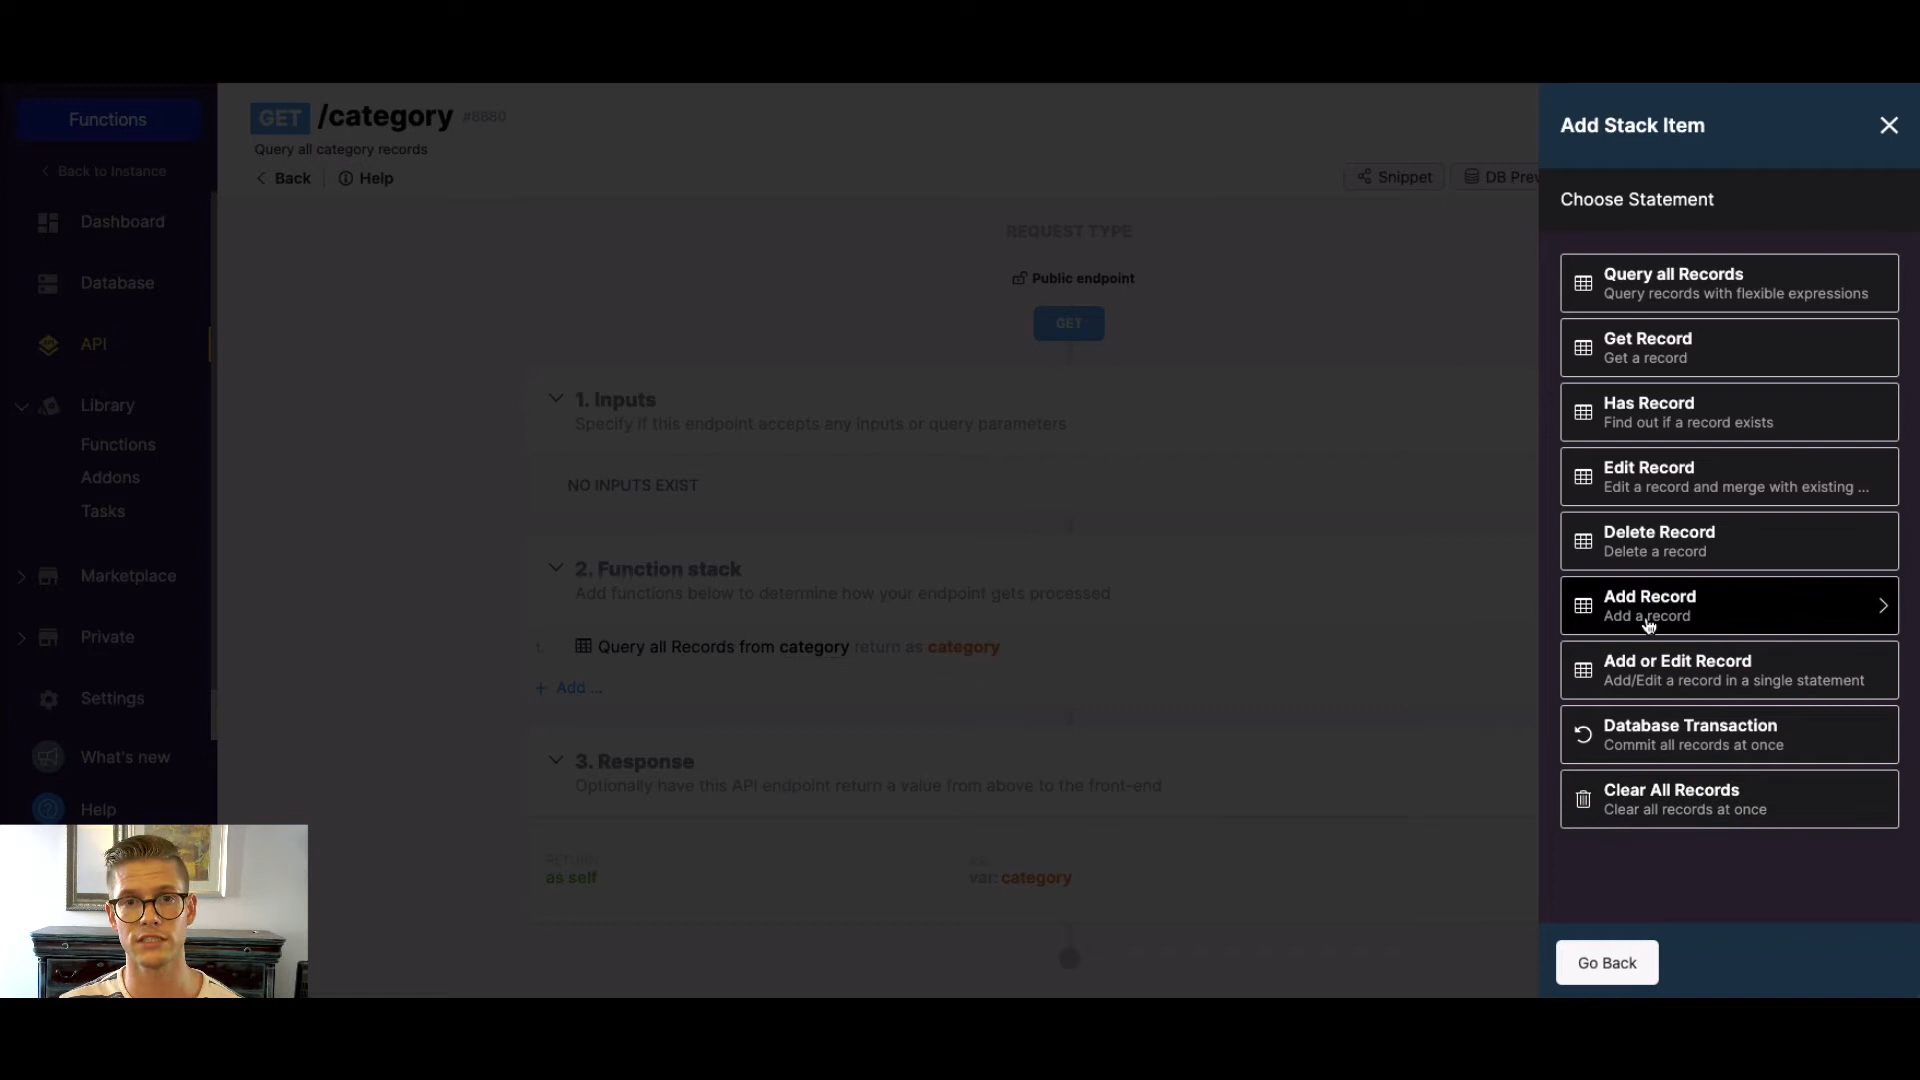 Functions
Back to Instance
Dashboard
Database
API
Library
Functions
Addons
Tasks
Marketplace
Private
Settings
What's new
Help
GET /category #8880
Query all category records
Back
Help
Snippet
DB Prev
REQUEST TYPE
Public endpoint
GET
1. Inputs
Specify if this endpoint accepts any inputs or query parameters
NO INPUTS EXIST
2. Function stack
Add functions below to determine how your endpoint gets processed
1. Query all Records from category return as category
+ Add ...
3. Response
Optionally have this API endpoint return a value from above to the front-end
RETURN
as self
AS:
var: category
Add Stack Item
Choose Statement
Query all Records
Query records with flexible expressions
Get Record
Get a record
Has Record
Find out if a record exists
Edit Record
Edit a record and merge with existing ...
Delete Record
Delete a record
Add Record
Add a record
Add or Edit Record
Add/Edit a record in a single statement
Database Transaction
Commit all records at once
Clear All Records
Clear all records at once
Go Back